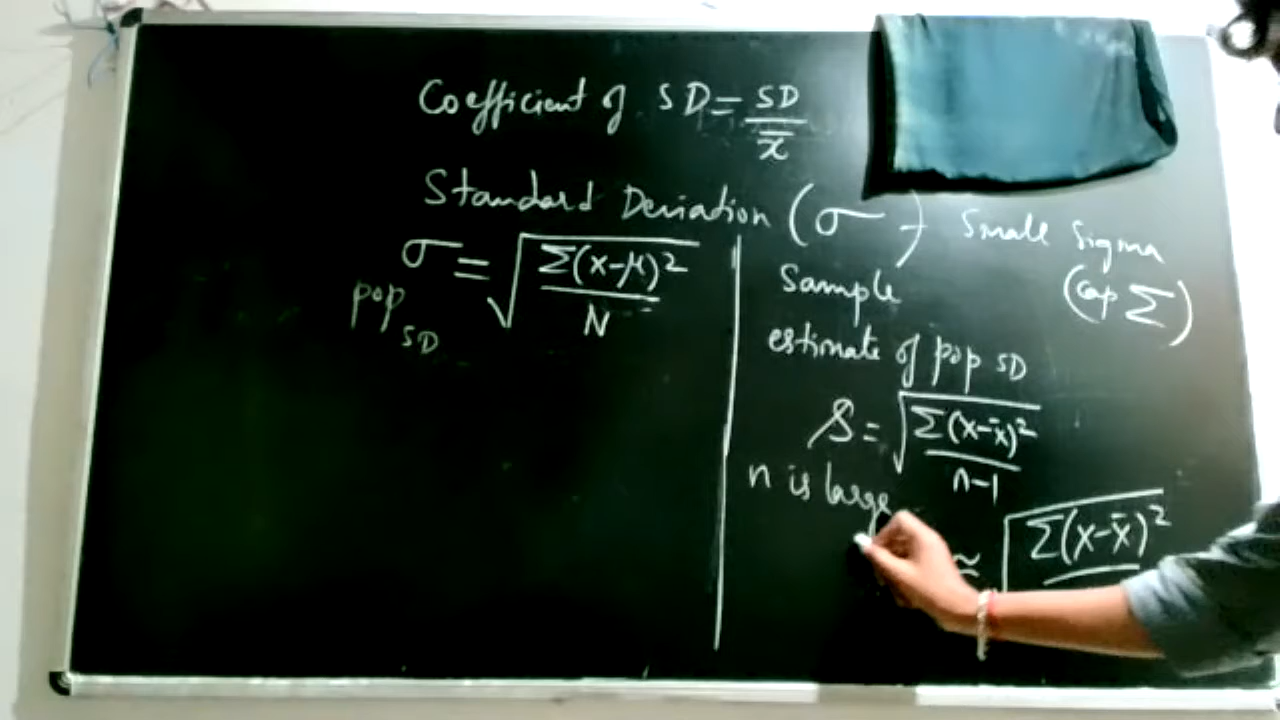 Coefficient of SD = SD / x̄
Standard Deviation (σ) Small Sigma
(Cap Σ)
σ = √(Σ(x-μ)² / N)
pop SD
Sample
estimate of pop SD
S = √(Σ(x-x̄)² / n-1)
n is large
≈ √(Σ(x-x̄)²